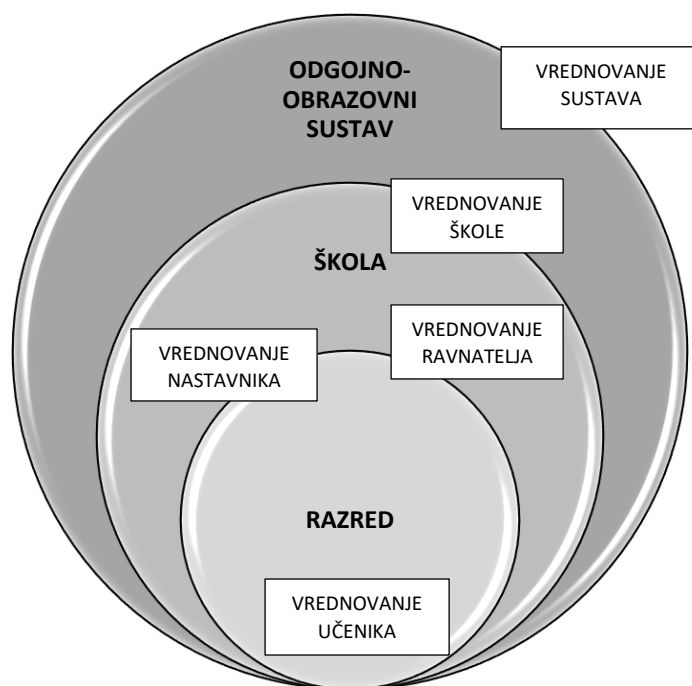 ODGOJNO-
OBRAZOVNI
SUSTAV
VREDNOVANJE
SUSTAVA
VREDNOVANJE
ŠKOLE
ŠKOLA
VREDNOVANJE
RAVNATELJA
VREDNOVANJE
NASTAVNIKA
RAZRED
VREDNOVANJE
UČENIKA